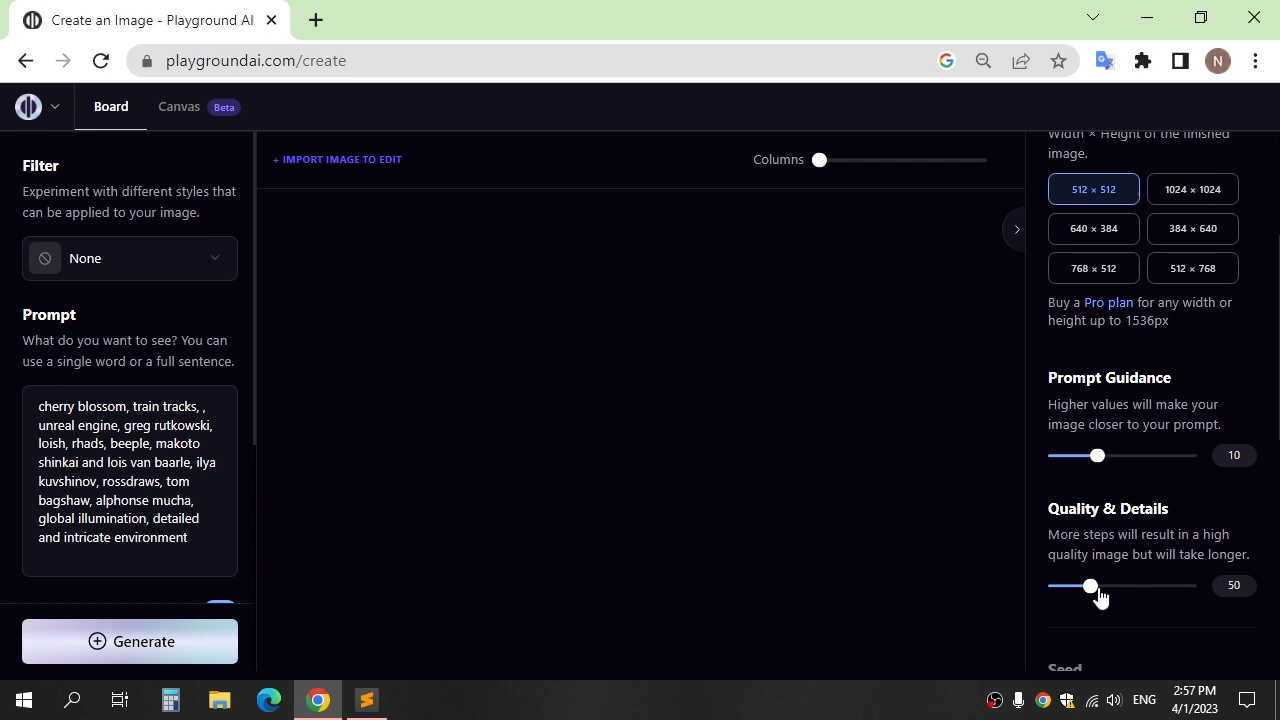 Create an Image - Playground AI
playgroundai.com/create
N
Board
Canvas Beta
Filter
Experiment with different styles that
can be applied to your image.
None
Prompt
What do you want to see? You can
use a single word or a full sentence.
cherry blossom, train tracks, ,
unreal engine, greg rutkowski,
loish, rhads, beeple, makoto
shinkai and lois van baarle, ilya
kuvshinov, rossdraws, tom
bagshaw, alphonse mucha,
global illumination, detailed
and intricate environment
Generate
+ IMPORT IMAGE TO EDIT
Columns
Width × Height of the finished
image.
512 × 512
1024 × 1024
640 × 384
384 × 640
768 × 512
512 × 768
Buy a Pro plan for any width or
height up to 1536px
Prompt Guidance
Higher values will make your
image closer to your prompt.
10
Quality & Details
More steps will result in a high
quality image but will take longer.
50
Seed
ENG
2:57 PM
4/1/2023